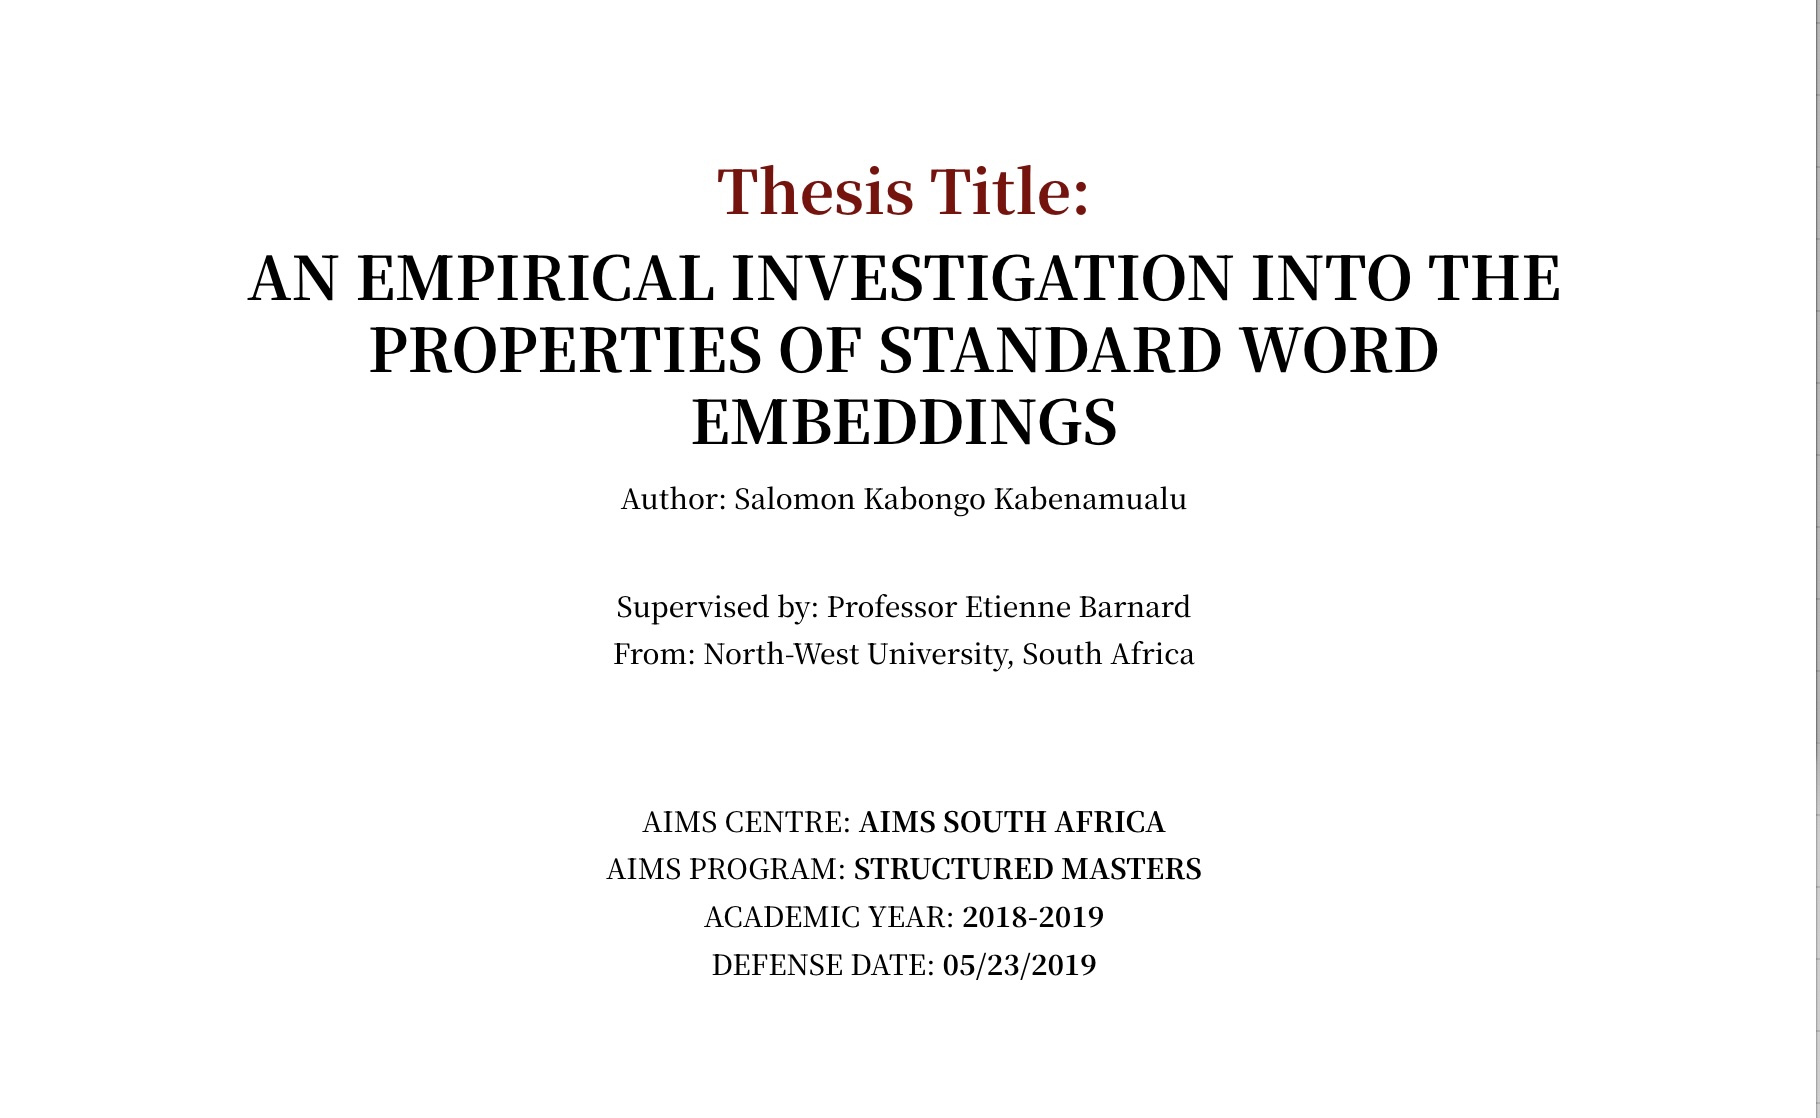 Thesis Title:
AN EMPIRICAL INVESTIGATION INTO THE
PROPERTIES OF STANDARD WORD
EMBEDDINGS
Author: Salomon Kabongo Kabenamualu
Supervised by: Professor Etienne Barnard
From: North-West University, South Africa
AIMS CENTRE: AIMS SOUTH AFRICA
AIMS PROGRAM: STRUCTURED MASTERS
ACADEMIC YEAR: 2018-2019
DEFENSE DATE: 05/23/2019